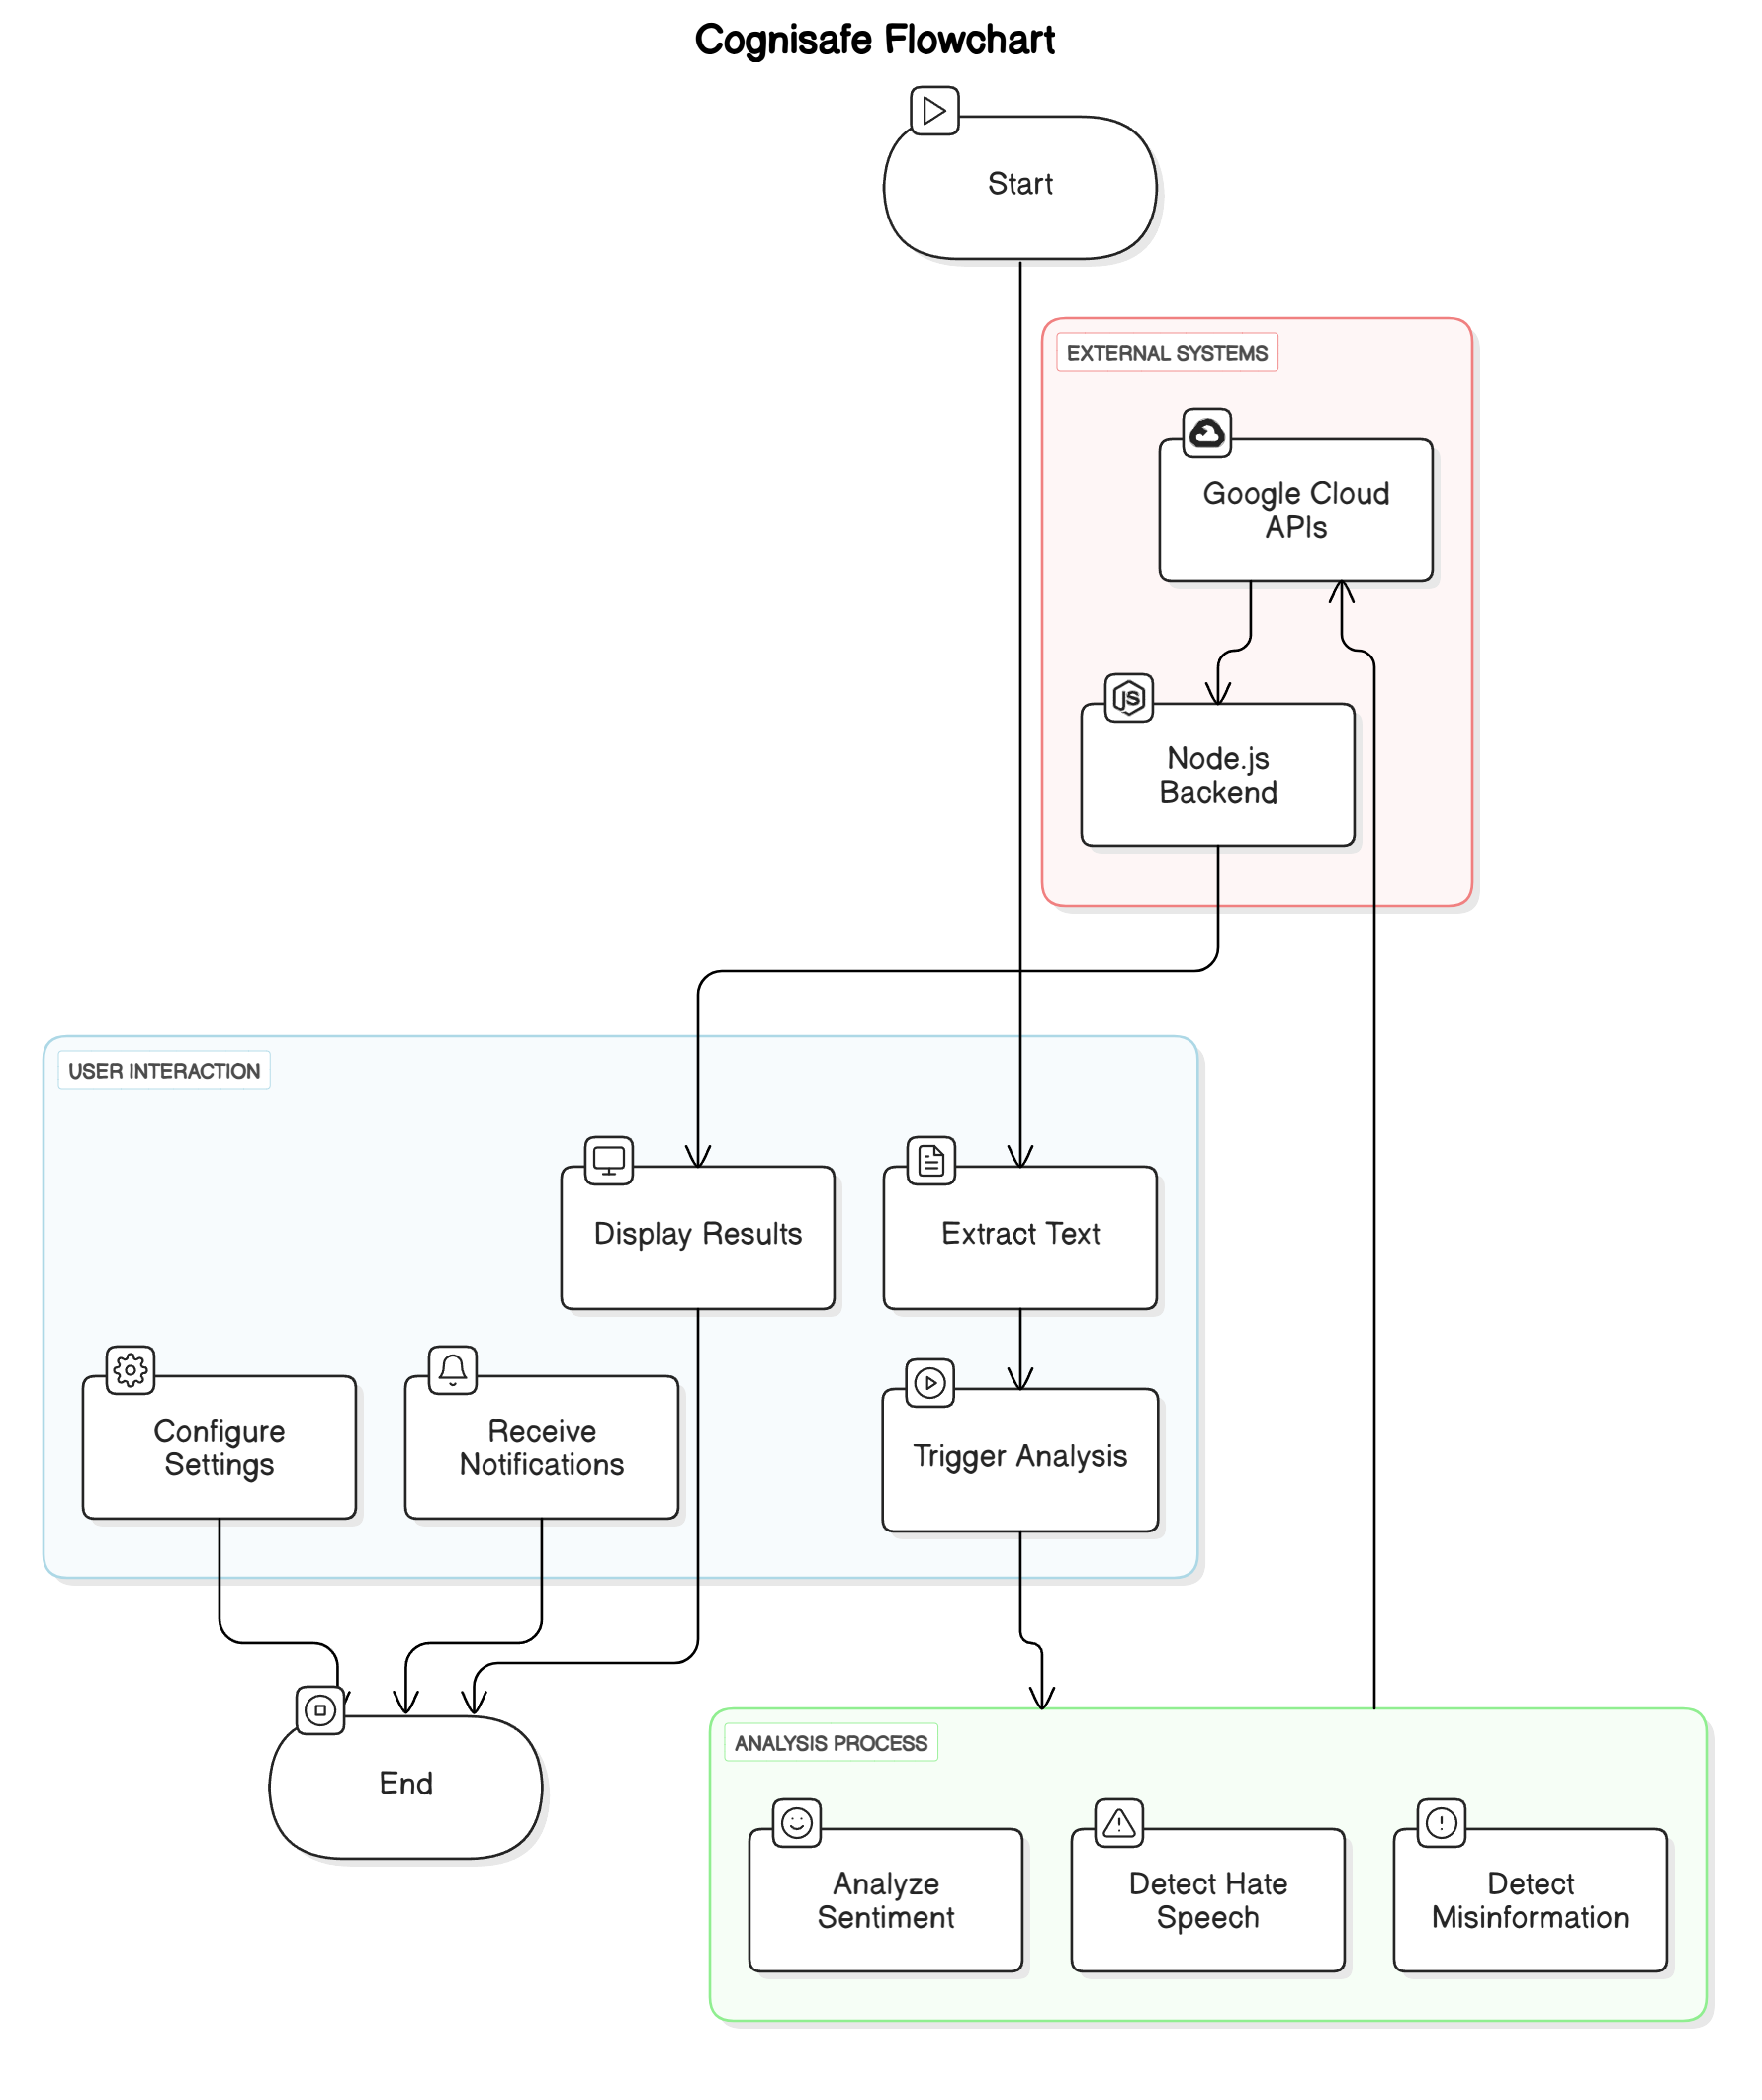 Cognisafe Flowchart
Start
EXTERNAL SYSTEMS
Google Cloud
APIs
JS
Node.js
Backend
USER INTERACTION
Display Results
Extract Text
Configure
Settings
Receive
Notifications
Trigger Analysis
End
ANALYSIS PROCESS
Analyze
Sentiment
Detect Hate
Speech
Detect
Misinformation